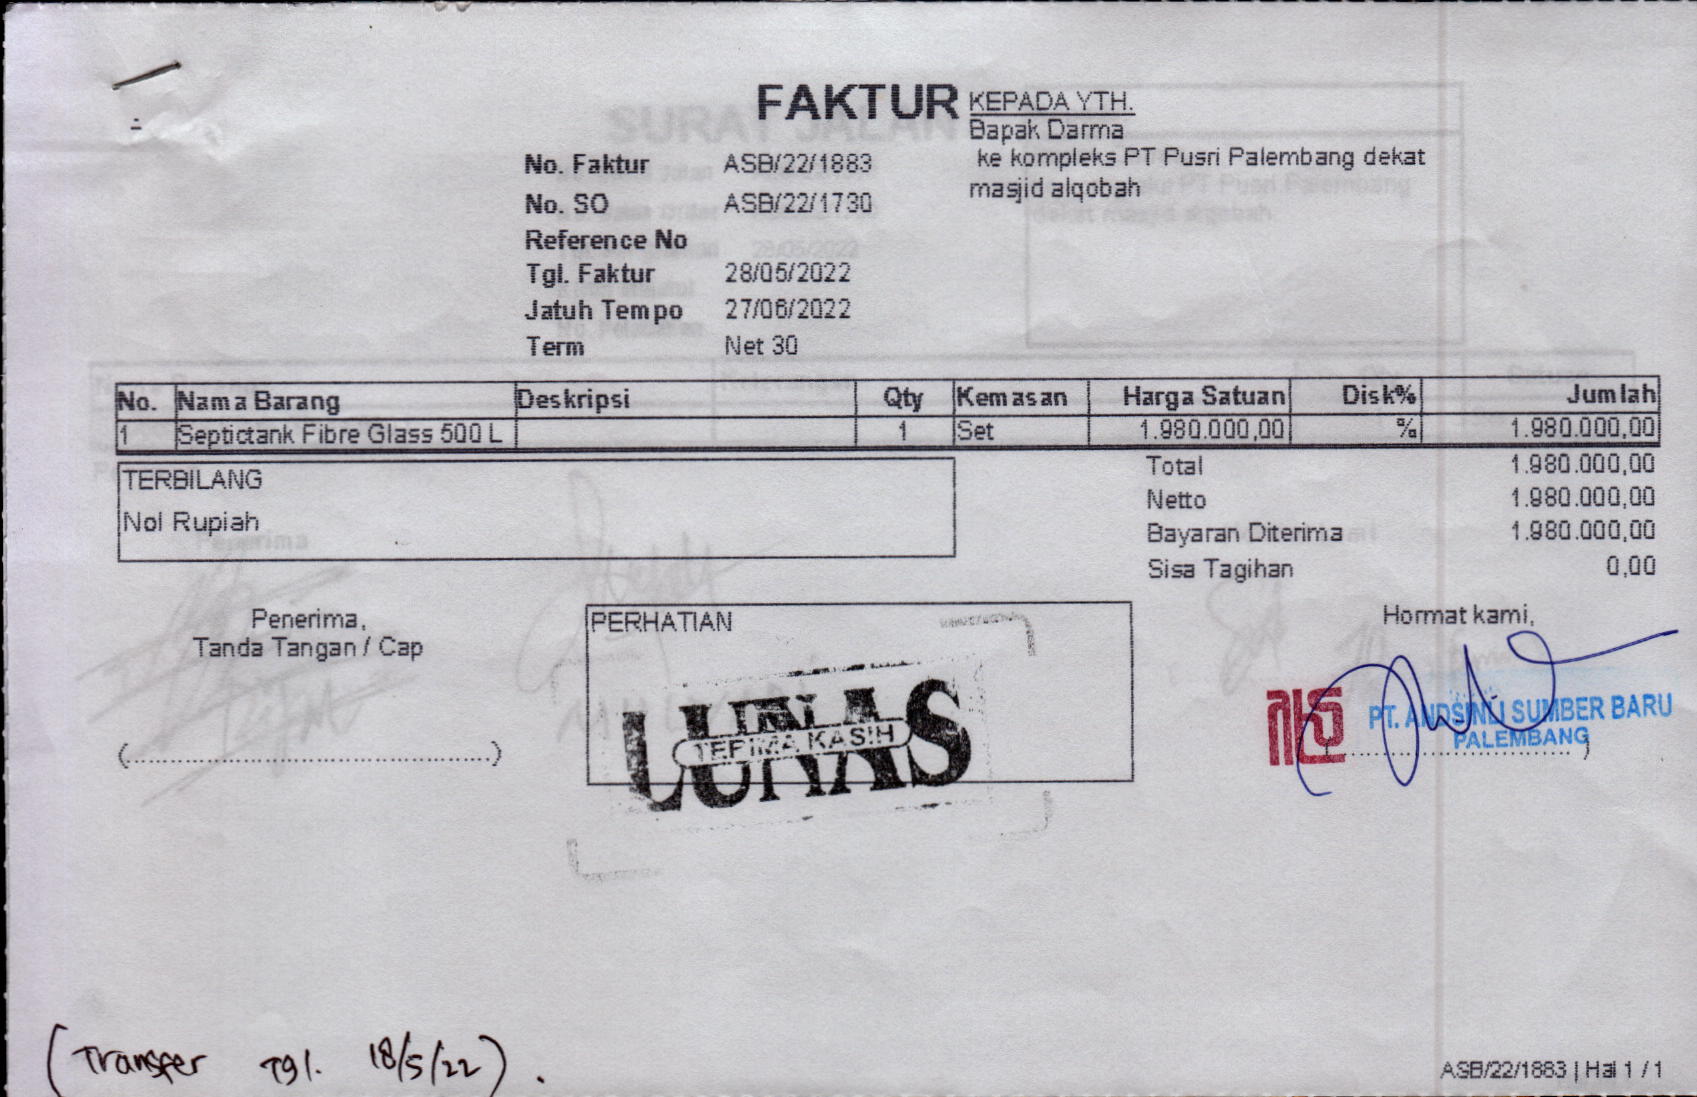 FAKTUR
KEPADA YTH.
Bapak Darma
ke kompleks PT Pusri Palembang dekat
masjid alqobah
No. Faktur ASB/22/1883
No. SO ASB/22/1730
Reference No
Tgl. Faktur 28/05/2022
Jatuh Tempo 27/06/2022
Term Net 30
No. Nama Barang Deskripsi Qty Kemasan Harga Satuan Disk% Jumlah
1 Septictank Fibre Glass 500 L 1 Set 1.980.000,00 % 1.980.000,00
TERBILANG
Nol Rupiah
Total 1.980.000,00
Netto 1.980.000,00
Bayaran Diterima 1.980.000,00
Sisa Tagihan 0,00
Penerima,
Tanda Tangan / Cap
(..........................................)
PERHATIAN
LUNAS
TERIMA KASIH
Hormat kami,
PT. ANDSINLI SUMBER BARU
PALEMBANG
(Transfer Tgl. 18/5/22).
ASB/22/1883 | Hal 1 / 1